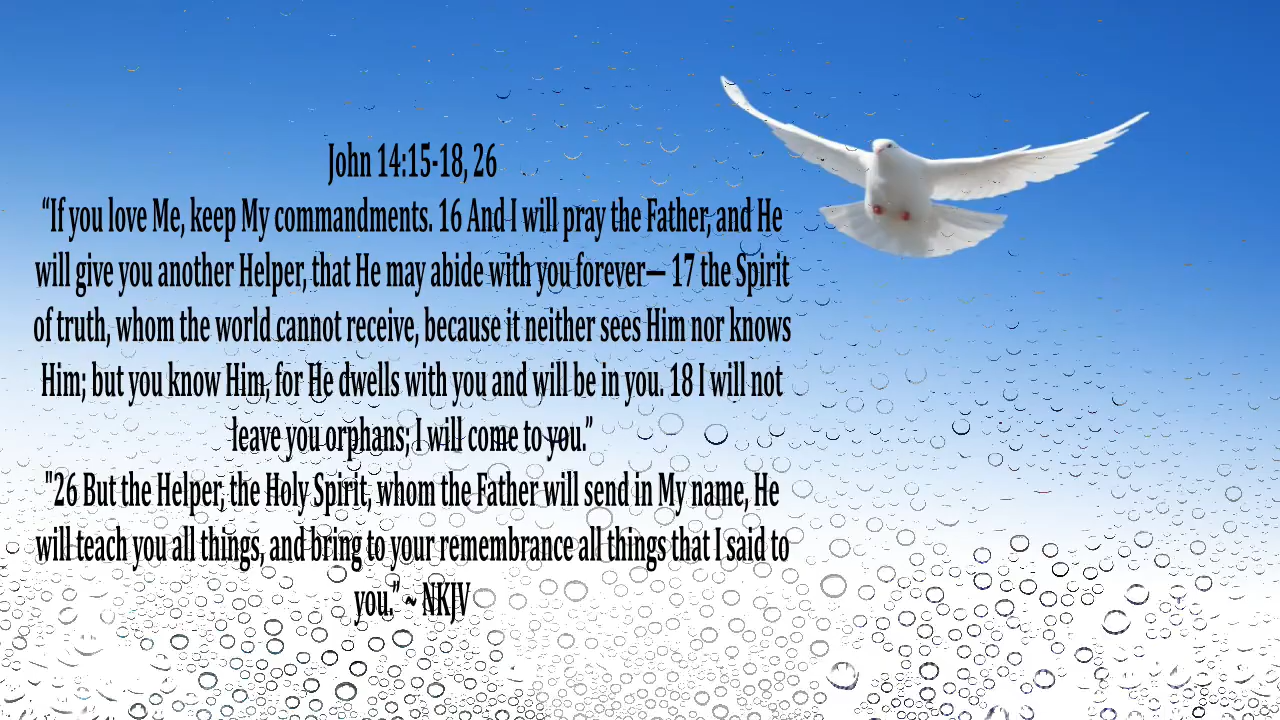 John 14:15-18, 26
“If you love Me, keep My commandments. 16 And I will pray the Father, and He
will give you another Helper, that He may abide with you forever— 17 the Spirit
of truth, whom the world cannot receive, because it neither sees Him nor knows
Him; but you know Him, for He dwells with you and will be in you. 18 I will not
leave you orphans; I will come to you.”
"26 But the Helper, the Holy Spirit, whom the Father will send in My name, He
will teach you all things, and bring to your remembrance all things that I said to
you.” ~ NKJV